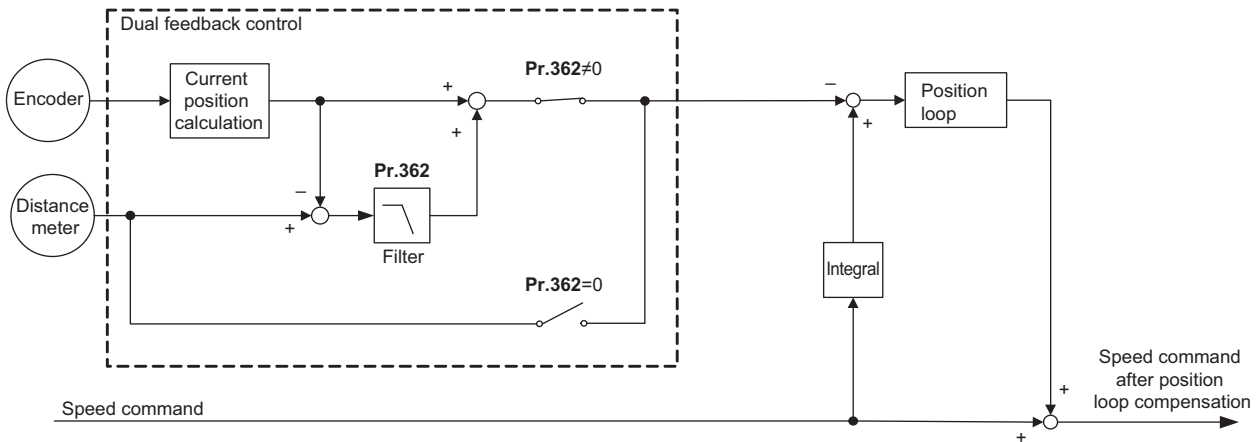 Dual feedback control
Encoder
Current
position
calculation
+
+
Pr.362≠0
–
+
Position
loop
Distance
meter
–
+
Pr.362
Filter
Integral
Pr.362=0
Speed command
+
+
Speed command
after position
loop compensation